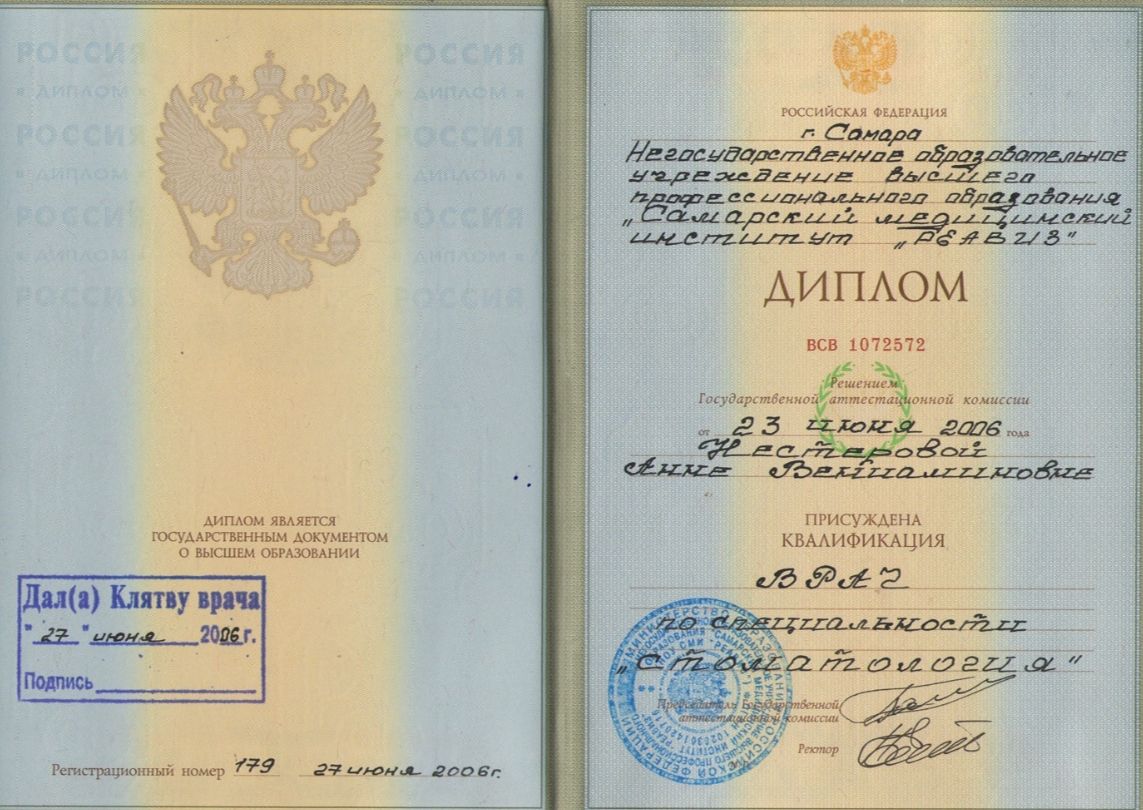 РОССИЯ РОССИЯ
ДИПЛОМ ДИПЛОМ
РОССИЯ РОССИЯ
ДИПЛОМ ДИПЛОМ
РОССИЯ РОССИЯ
ДИПЛОМ ДИПЛОМ
РОССИЯ РОССИЯ
ДИПЛОМ ЯВЛЯЕТСЯ
ГОСУДАРСТВЕННЫМ ДОКУМЕНТОМ
О ВЫСШЕМ ОБРАЗОВАНИИ
Дал(а) Клятву врача
"27" июня 2006 г.
Подпись
Регистрационный номер 179 27 июня 2006г.
РОССИЙСКАЯ ФЕДЕРАЦИЯ
г. Самара
Негосударственное образовательное
учреждение высшего
профессионального образования
„Самарский медицинский
институт „РЕАВИЗ"
ДИПЛОМ
ВСВ 1072572
Решением
Государственной аттестационной комиссии
от 23 июня 2006 года
Нестеровой
Анне Вениаминовне
ПРИСУЖДЕНА
КВАЛИФИКАЦИЯ
ВРАЧ
по специальности
„Стоматология"
Председатель Государственной
аттестационной комиссии
Ректор